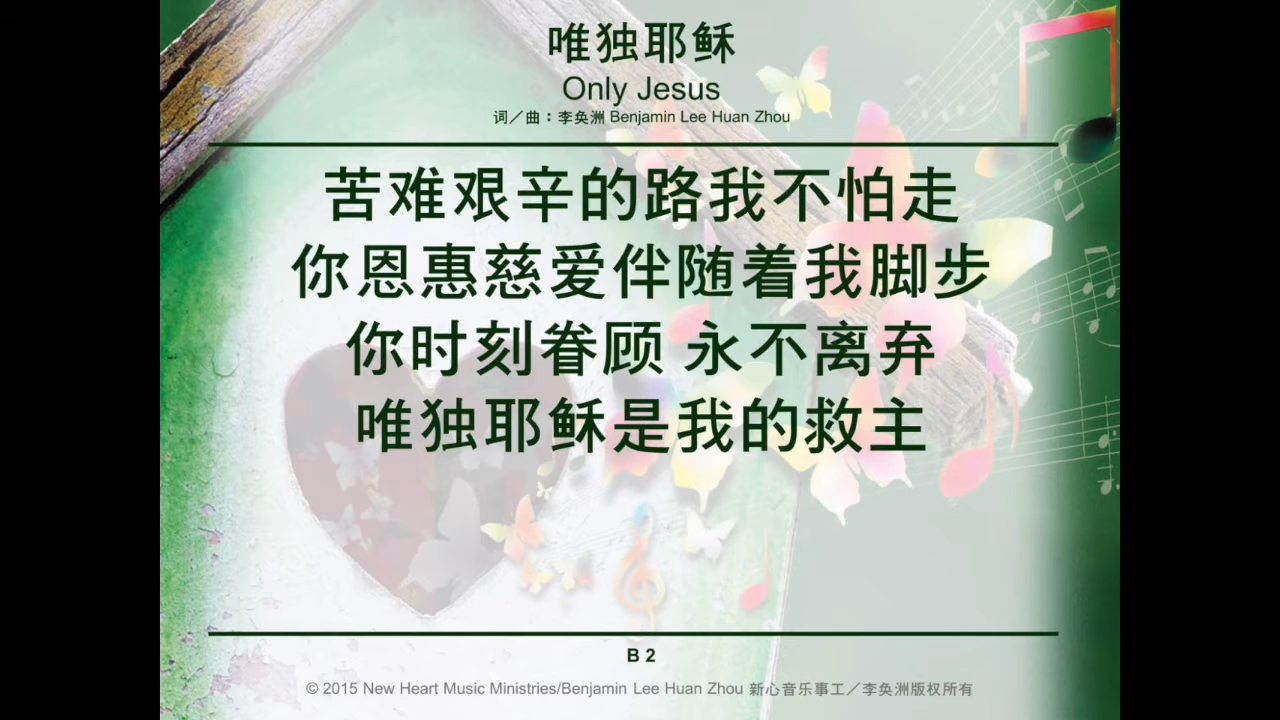 唯独耶稣
Only Jesus
词／曲：李奂洲 Benjamin Lee Huan Zhou
苦难艰辛的路我不怕走
你恩惠慈爱伴随着我脚步
你时刻眷顾 永不离弃
唯独耶稣是我的救主
B 2
© 2015 New Heart Music Ministries/Benjamin Lee Huan Zhou 新心音乐事工／李奂洲版权所有